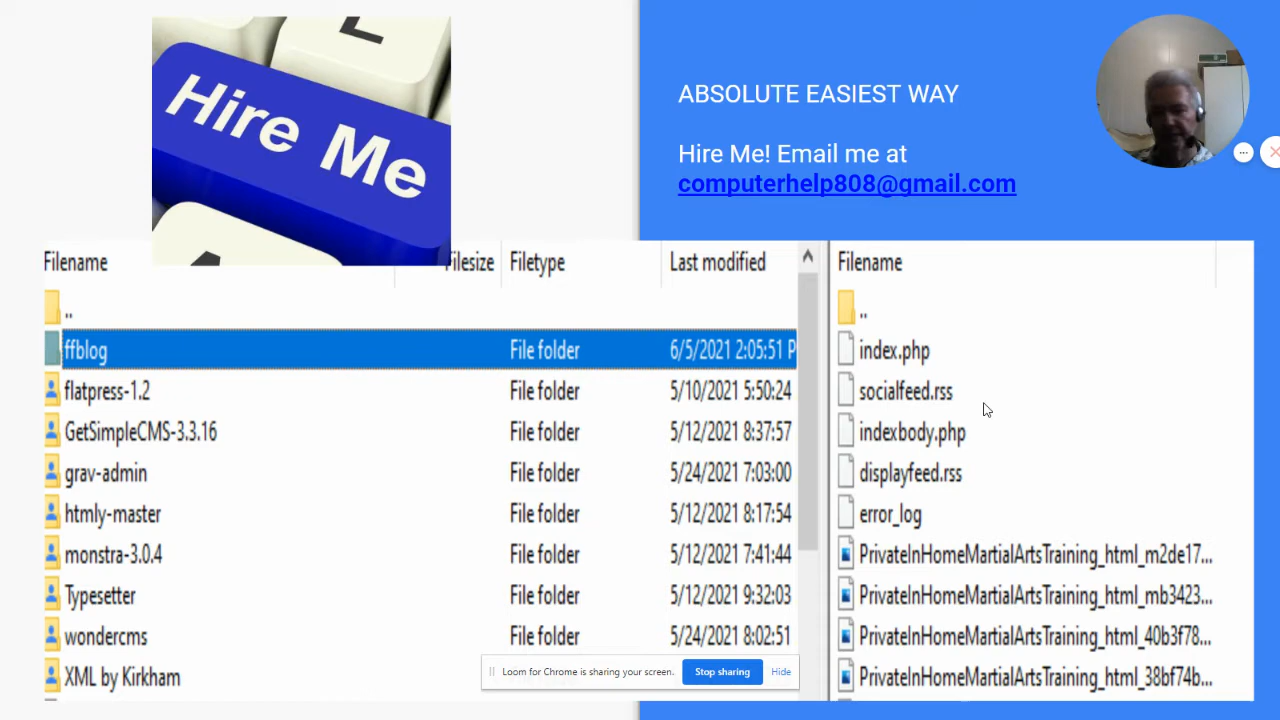 Hire Me
ABSOLUTE EASIEST WAY
Hire Me! Email me at
computerhelp808@gmail.com
Filename Filesize Filetype Last modified
..
ffblog File folder 6/5/2021 2:05:51 P
flatpress-1.2 File folder 5/10/2021 5:50:24
GetSimpleCMS-3.3.16 File folder 5/12/2021 8:37:57
grav-admin File folder 5/24/2021 7:03:00
htmly-master File folder 5/12/2021 8:17:54
monstra-3.0.4 File folder 5/12/2021 7:41:44
Typesetter File folder 5/12/2021 9:32:03
wondercms File folder 5/24/2021 8:02:51
XML by Kirkham
Filename
..
index.php
socialfeed.rss
indexbody.php
displayfeed.rss
error_log
PrivateInHomeMartialArtsTraining_html_m2de17...
PrivateInHomeMartialArtsTraining_html_mb3423...
PrivateInHomeMartialArtsTraining_html_40b3f78...
PrivateInHomeMartialArtsTraining_html_38bf74b...
Loom for Chrome is sharing your screen. Stop sharing Hide